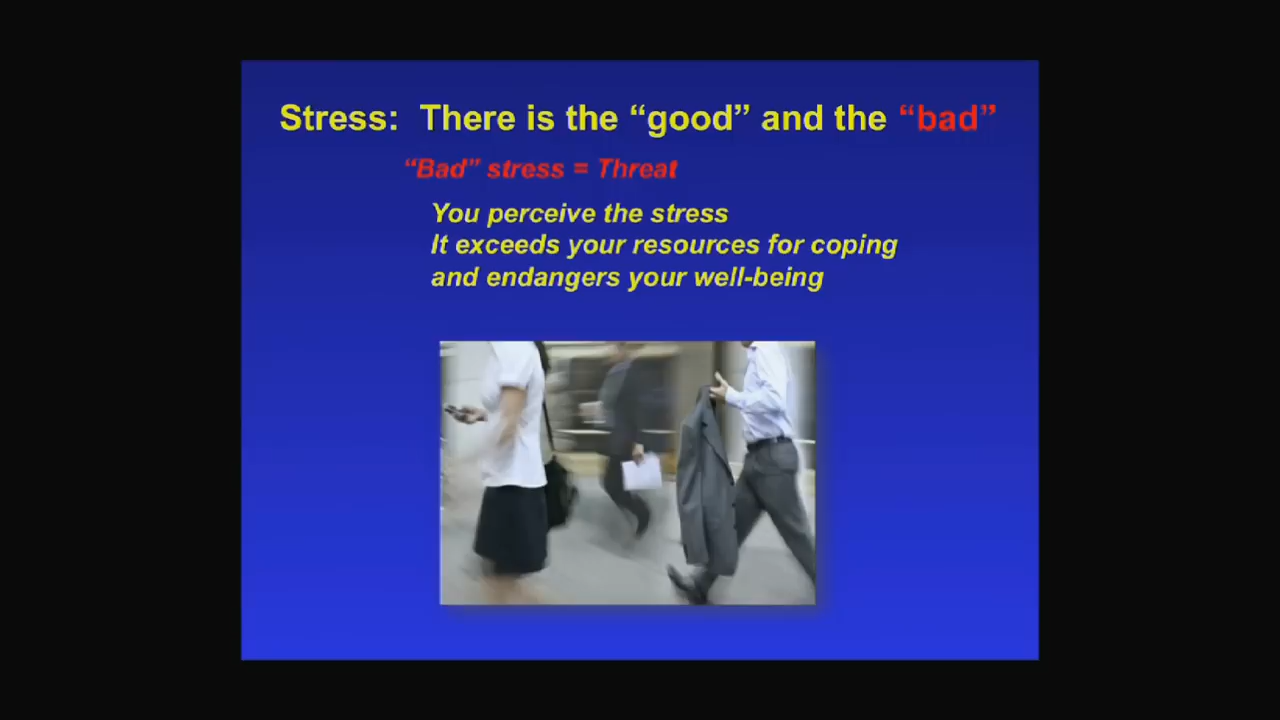 Stress: There is the “good” and the “bad”
“Bad” stress = Threat
You perceive the stress
It exceeds your resources for coping
and endangers your well-being